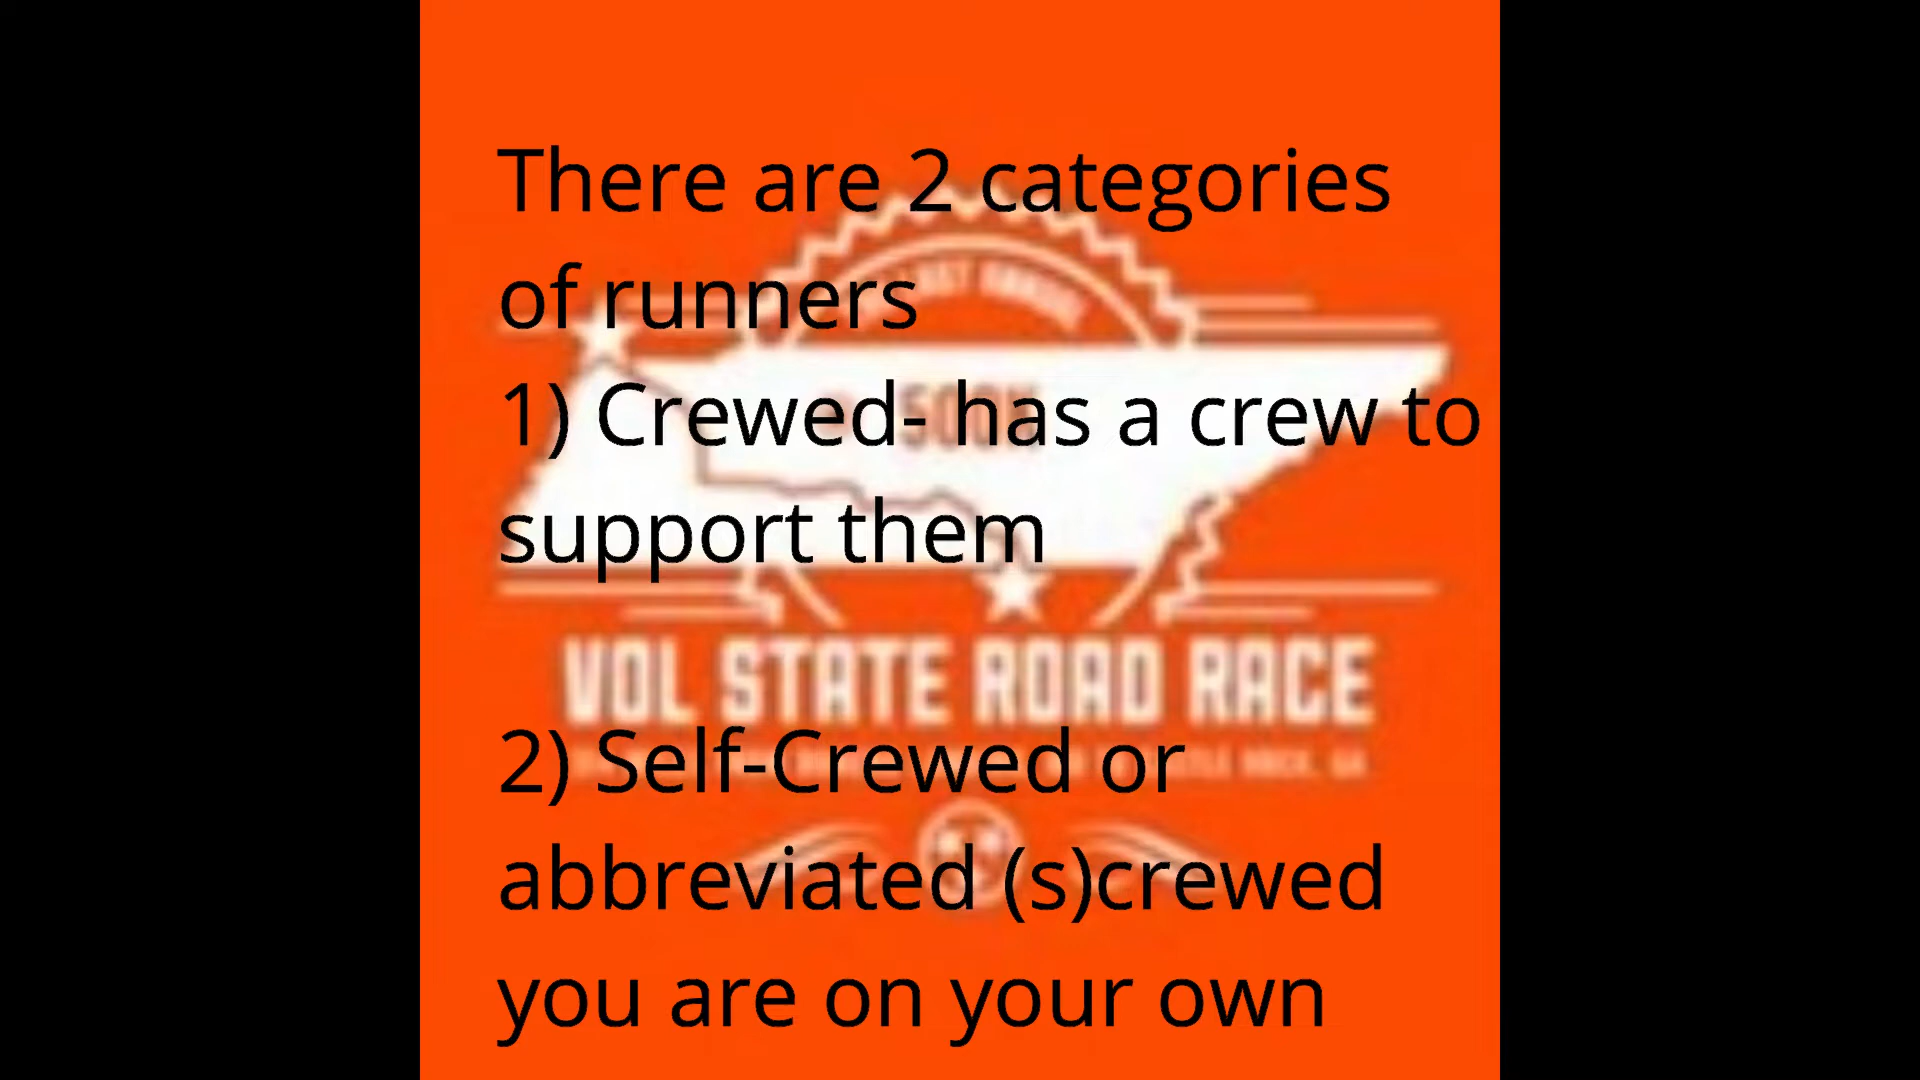 There are 2 categories
of runners
1) Crewed- has a crew to
support them
VOL STATE ROAD RACE
2) Self-Crewed or
abbreviated (s)crewed
you are on your own